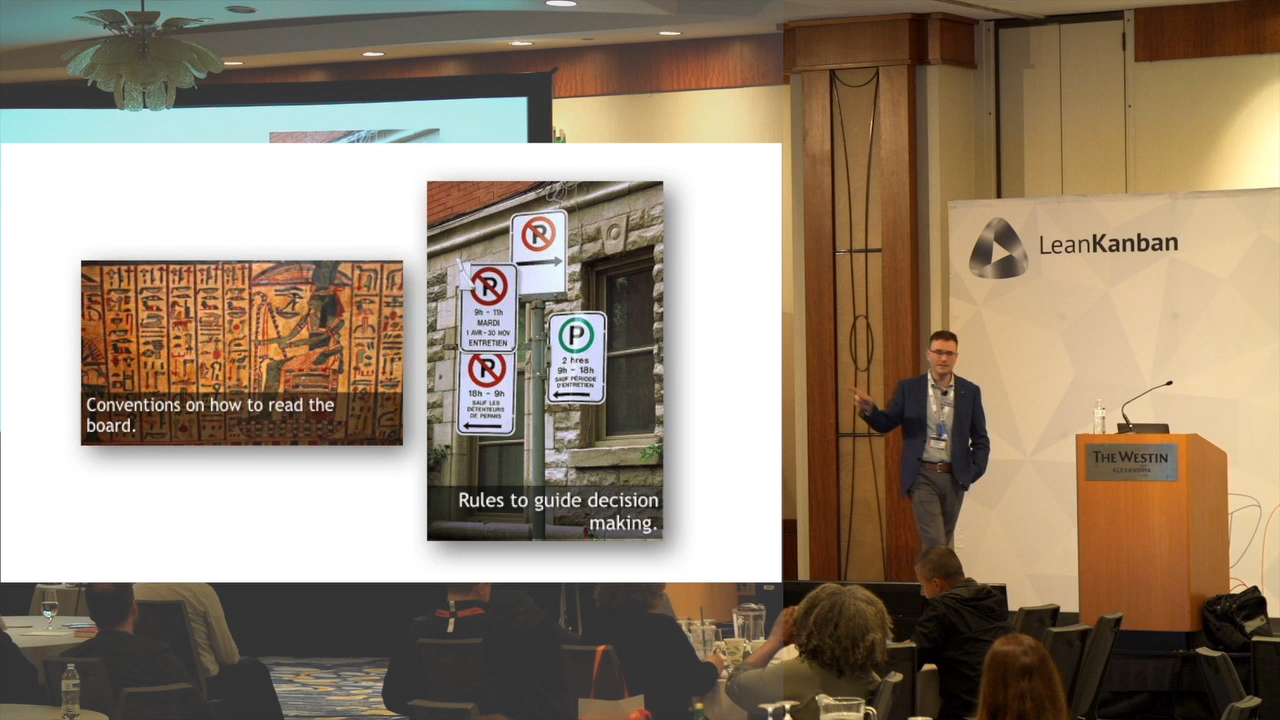 LeanKanban
THE WESTIN
ALEXANDRIA
Conventions on how to read the
board.
P
P
9h - 11h
MARDI
1 AVR - 30 NOV
ENTRETIEN
P
18h - 9h
SAUF LES
DÉTENTEURS
DE PERMIS
P
2 hres
9h - 18h
SAUF PÉRIODE
D'ENTRETIEN
Rules to guide decision
making.